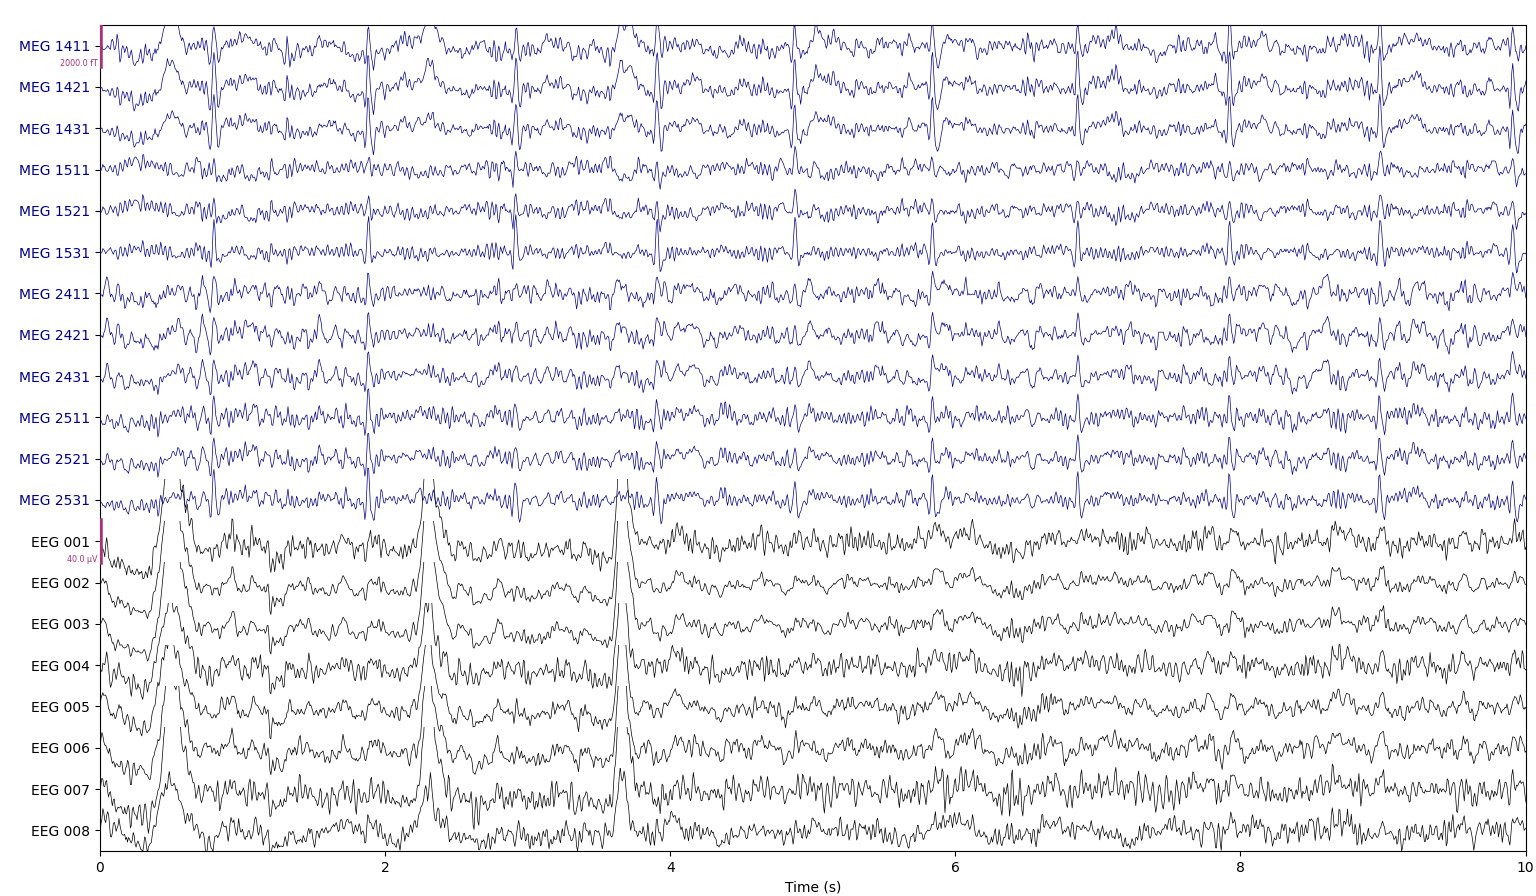 MEG 1411
2000.0 fT
MEG 1421
MEG 1431
MEG 1511
MEG 1521
MEG 1531
MEG 2411
MEG 2421
MEG 2431
MEG 2511
MEG 2521
MEG 2531
EEG 001
40.0 µV
EEG 002
EEG 003
EEG 004
EEG 005
EEG 006
EEG 007
EEG 008
0 2 4 6 8 10
Time (s)